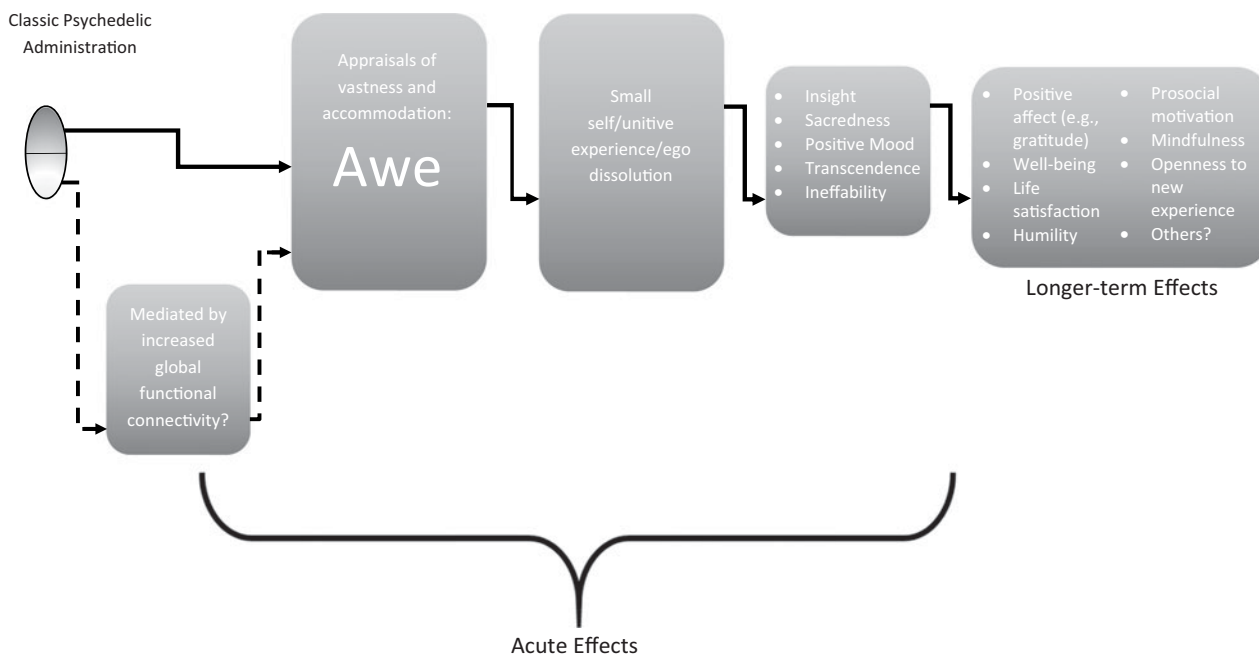 Classic Psychedelic
Administration
Appraisals of
vastness and
accommodation:
Awe
Small
self/unitive
experience/ego
dissolution
• Insight
• Sacredness
• Positive Mood
• Transcendence
• Ineffability
• Positive
affect (e.g.,
gratitude)
• Well-being
• Life
satisfaction
• Humility
• Prosocial
motivation
• Mindfulness
• Openness to
new
experience
• Others?
Longer-term Effects
Mediated by
increased
global
functional
connectivity?
Acute Effects